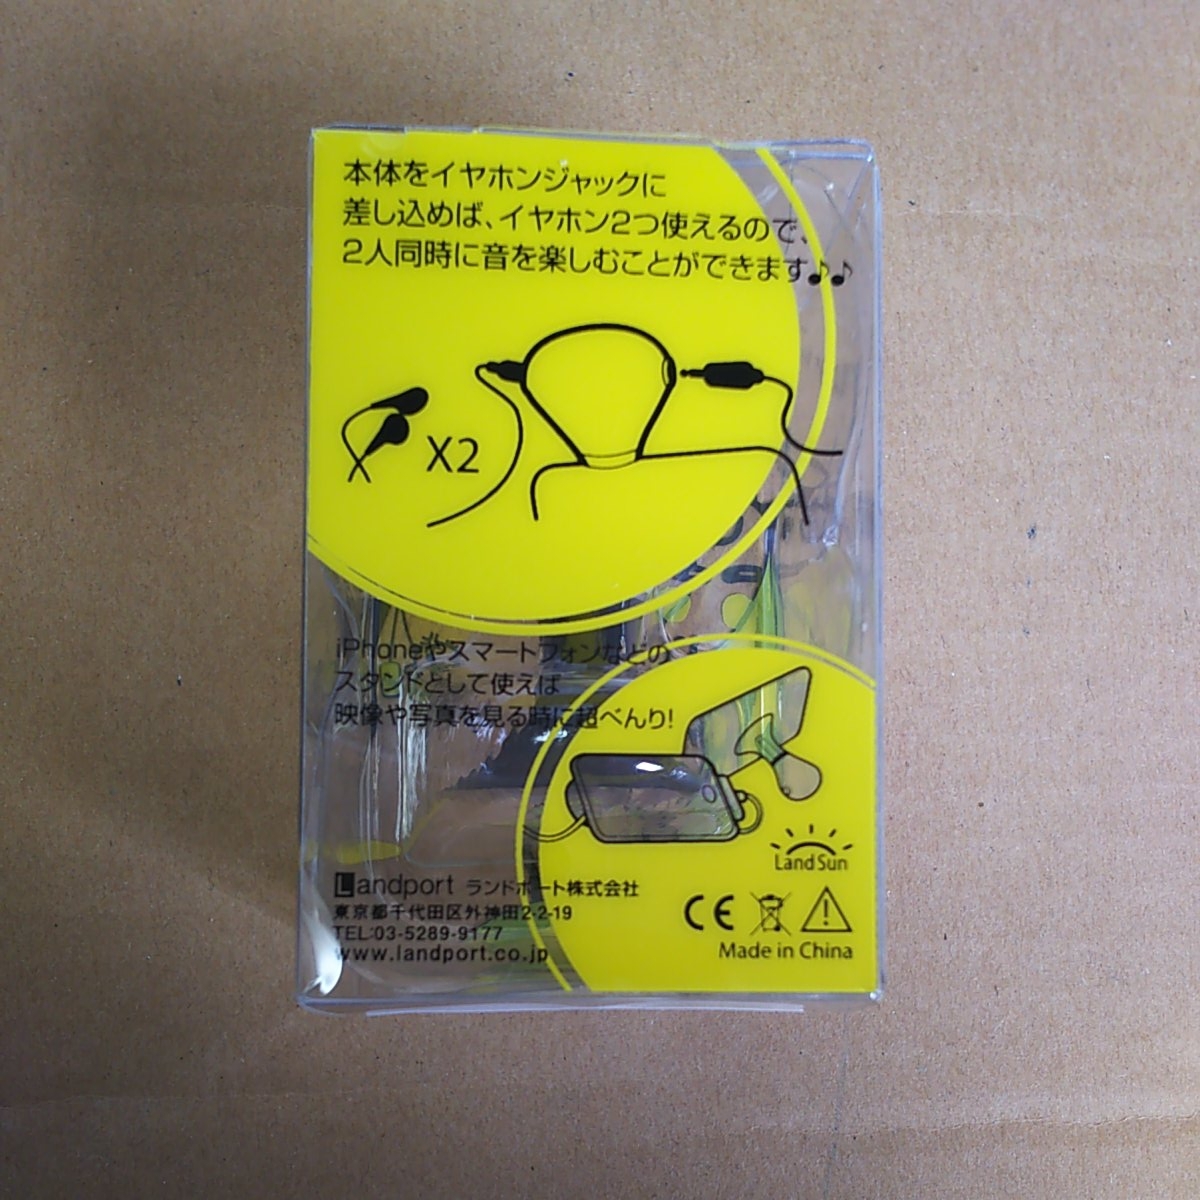 本体をイヤホンジャックに
差し込めば、イヤホン2つ使えるので、
2人同時に音を楽しむことができます♪♪
X2
iPhoneやスマートフォンなどの
スタンドとして使えば
映像や写真を見る時に超べんり!
Land Sun
Landport ランドポート株式会社
東京都千代田区外神田2-2-19
TEL:03-5289-9177
www.landport.co.jp
CE
Made in China